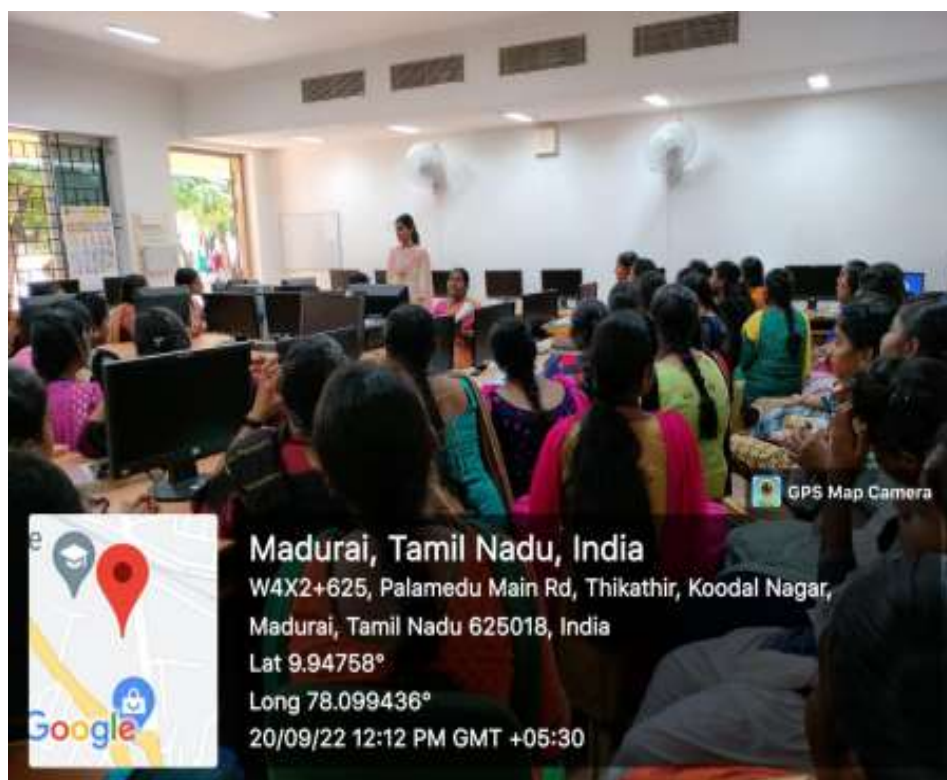 GPS Map Camera
e
Google
Madurai, Tamil Nadu, India
W4X2+625, Palamedu Main Rd, Thikathir, Koodal Nagar,
Madurai, Tamil Nadu 625018, India
Lat 9.94758°
Long 78.099436°
20/09/22 12:12 PM GMT +05:30